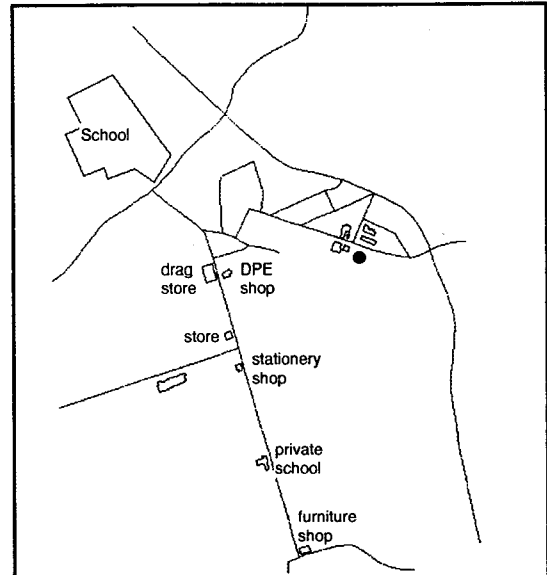 School
drag
store
DPE
shop
store
stationery
shop
private
school
furniture
shop